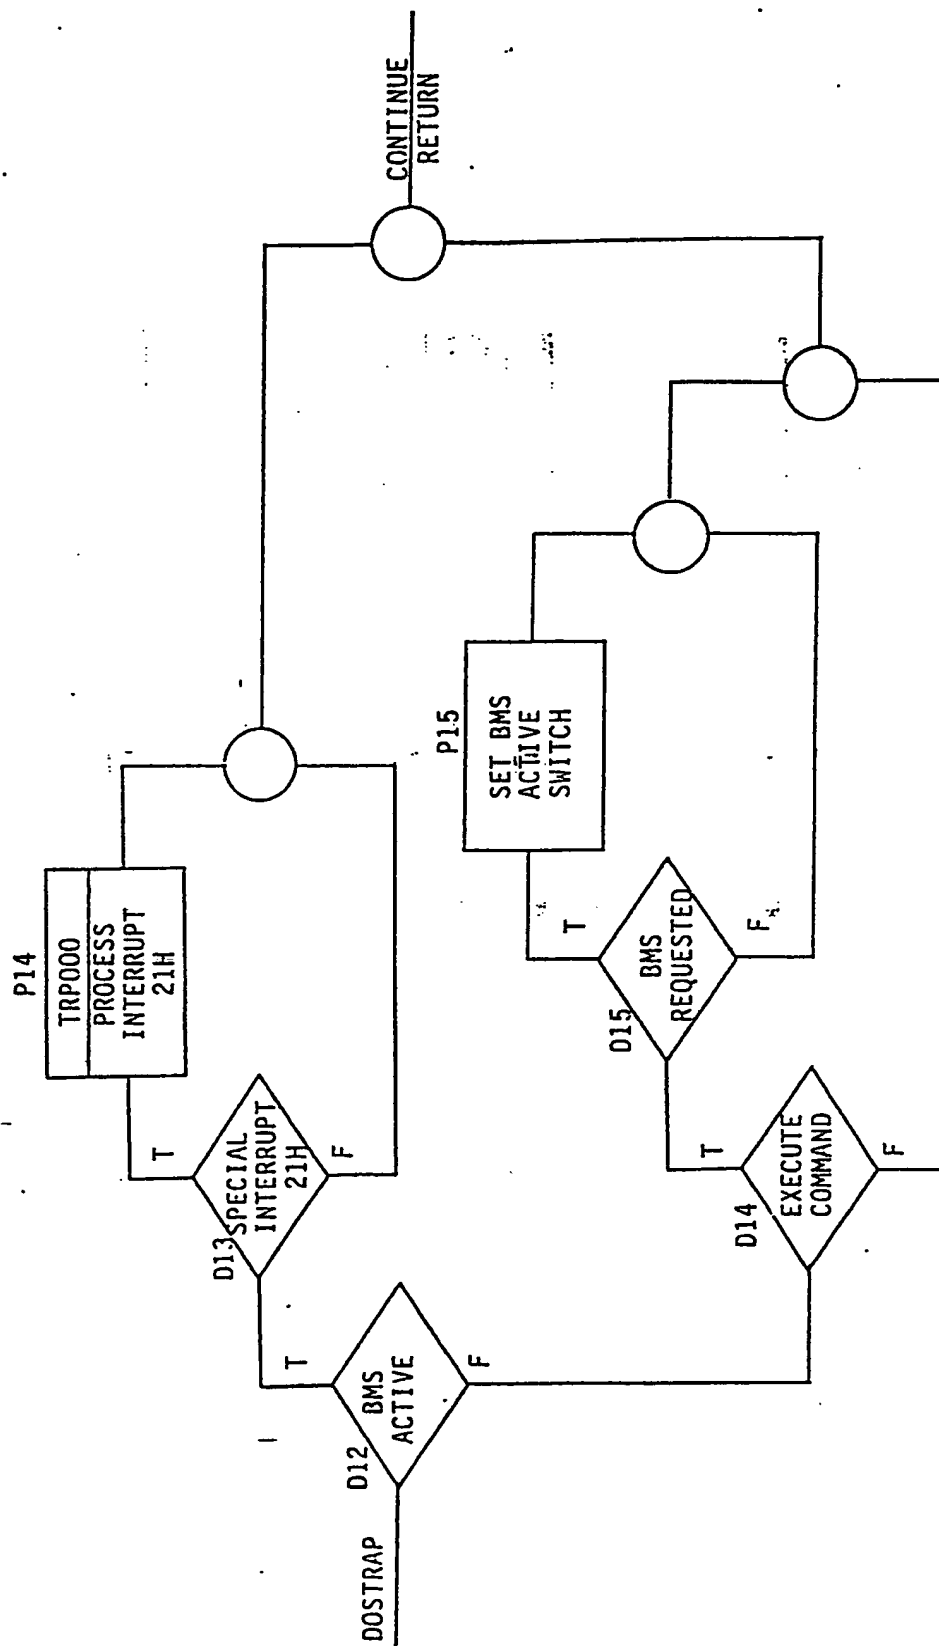 DOSTRAP
D12
BMS
ACTIVE
T
F
D13
SPECIAL
INTERRUPT
21H
T
F
P14
TRP000
PROCESS
INTERRUPT
21H
D14
EXECUTE
COMMAND
T
F
D15
BMS
REQUESTED
T
F
P15
SET BMS
ACTIVE
SWITCH
CONTINUE
RETURN